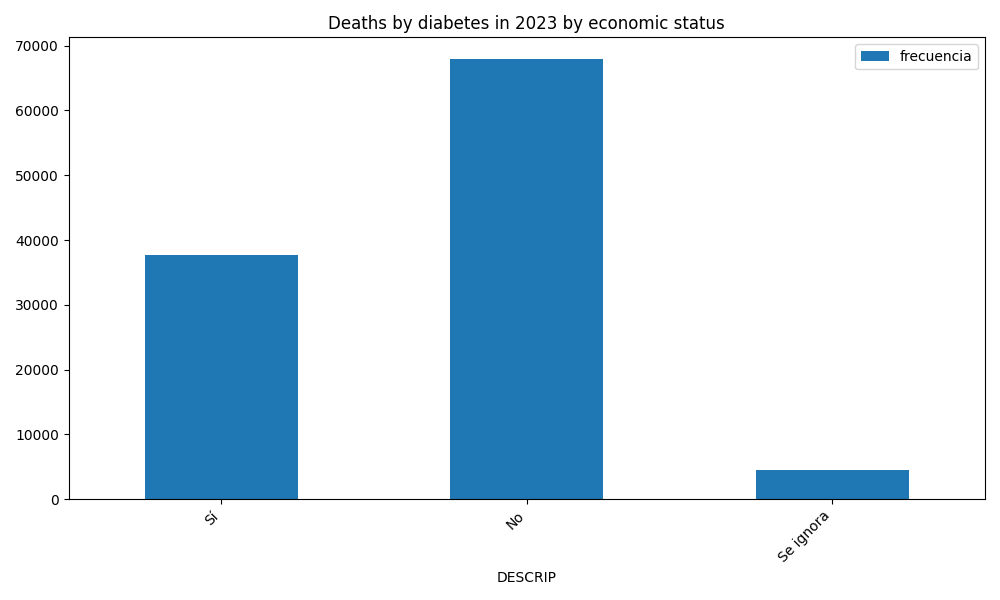 Deaths by diabetes in 2023 by economic status
70000
60000
50000
40000
30000
20000
10000
0
frecuencia
Sí
No
Se ignora
DESCRIP